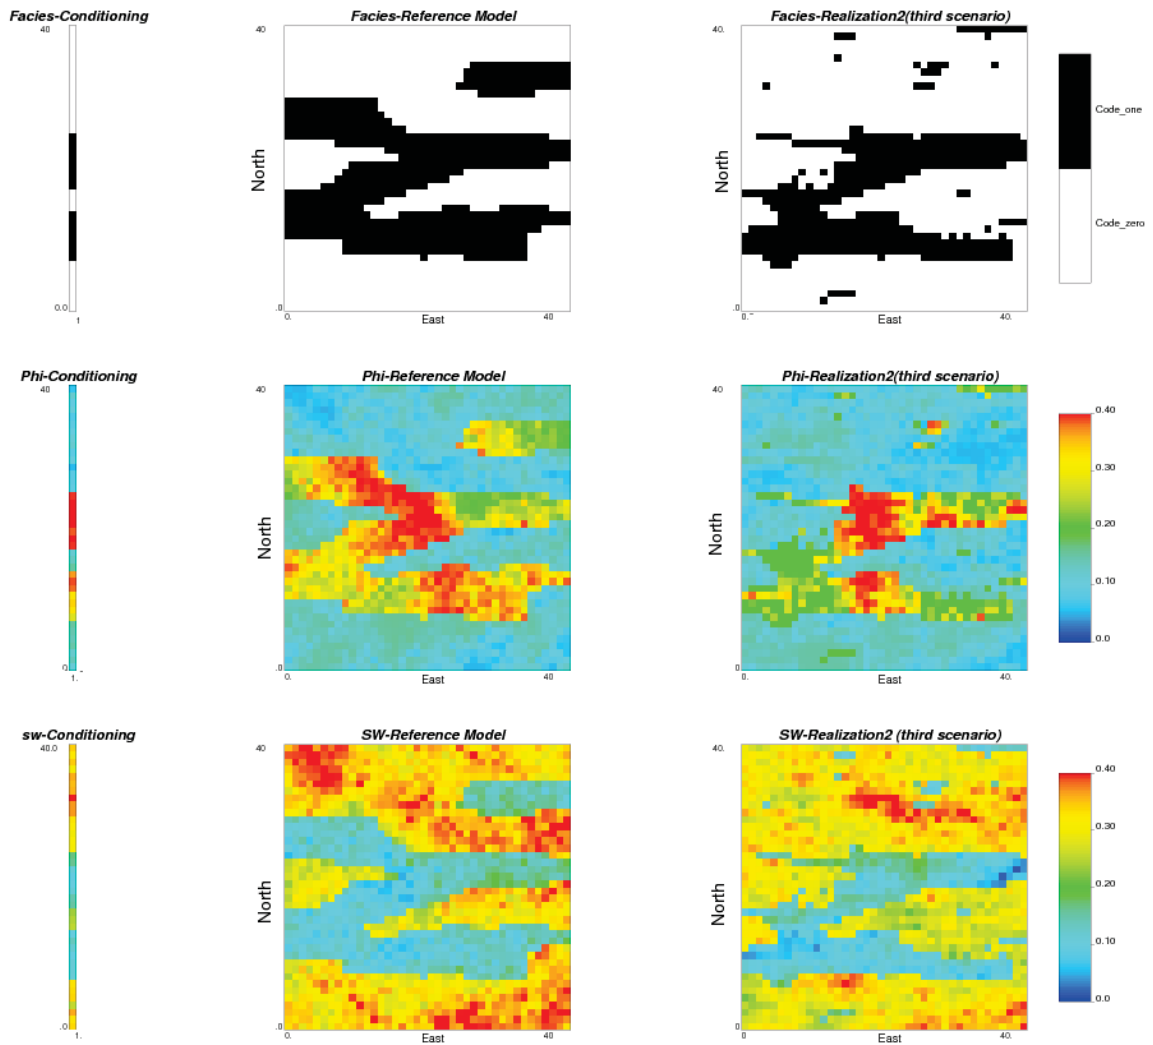 Facies-Conditioning
Facies-Reference Model
Facies-Realization2(third scenario)
40
40
40.
Code_one
North
North
Code_zero
0.0
.0
.0
1
0.
East
40
0.
East
40.
Phi-Conditioning
Phi-Reference Model
Phi-Realization2(third scenario)
40
40
40
0.40
0.30
North
North
0.20
0.10
0.0
0
.0
0
1.
0.
East
40
0.
East
40.
sw-Conditioning
SW-Reference Model
SW-Realization2 (third scenario)
40.0
40
40.
0.40
0.30
North
North
0.20
0.10
0.0
.0
.0
0
1.
0.
East
40.
0.
East
40.